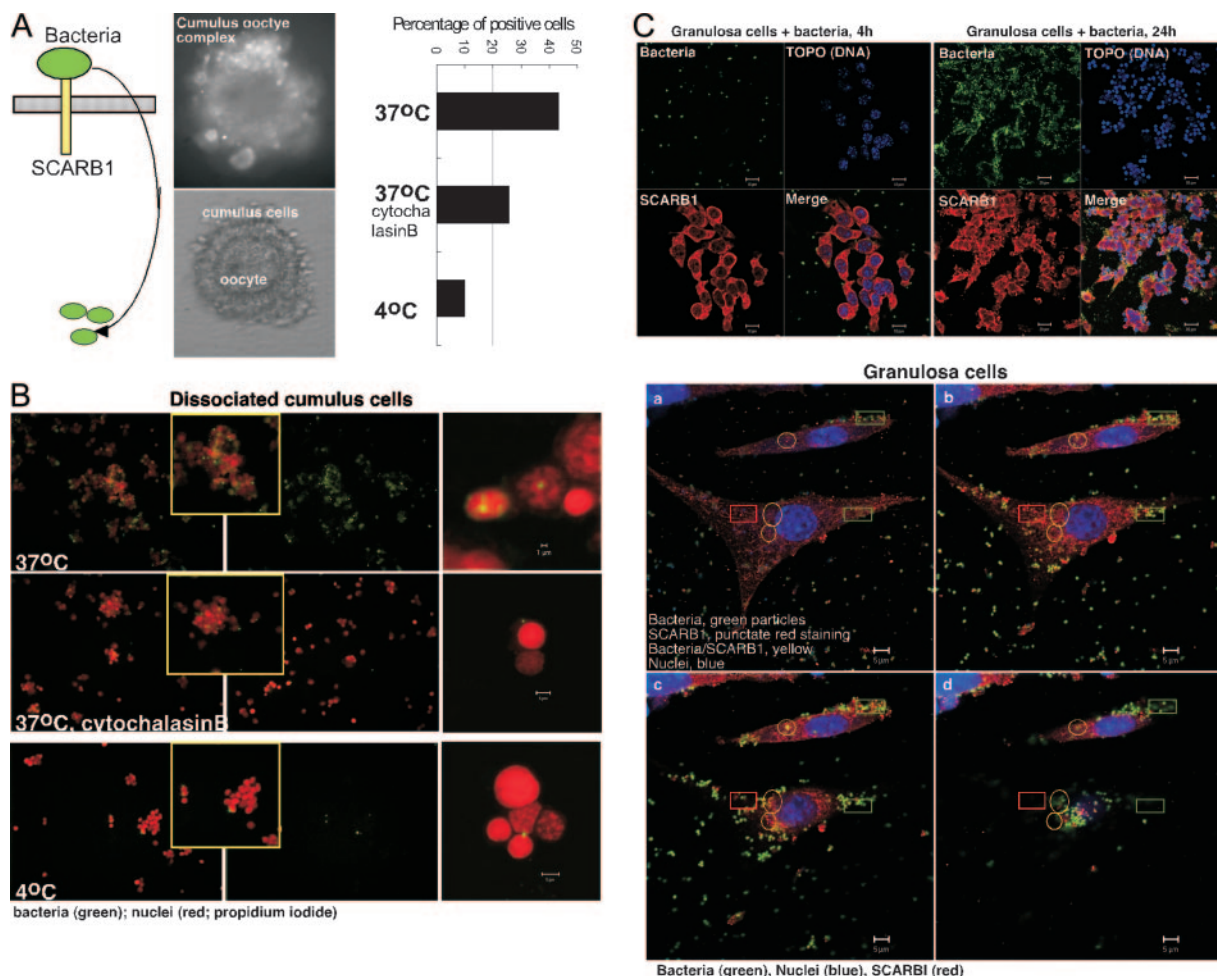 A
Bacteria
SCARB1
Cumulus ooctye
complex
cumulus cells
oocyte
Percentage of positive cells
0
10
20
30
40
50
37ºC
37ºC
cytocha
lasinB
4ºC
B
Dissociated cumulus cells
37ºC
1 µm
37ºC, cytochalasinB
4ºC
bacteria (green); nuclei (red; propidium iodide)
C
Granulosa cells + bacteria, 4h
Bacteria
TOPO (DNA)
SCARB1
Merge
Granulosa cells + bacteria, 24h
Bacteria
TOPO (DNA)
SCARB1
Merge
Granulosa cells
a
Bacteria, green particles
SCARB1, punctate red staining
Bacteria/SCARB1, yellow
Nuclei, blue
5 µm
b
5 µm
c
5 µm
d
5 µm
Bacteria (green), Nuclei (blue), SCARBI (red)